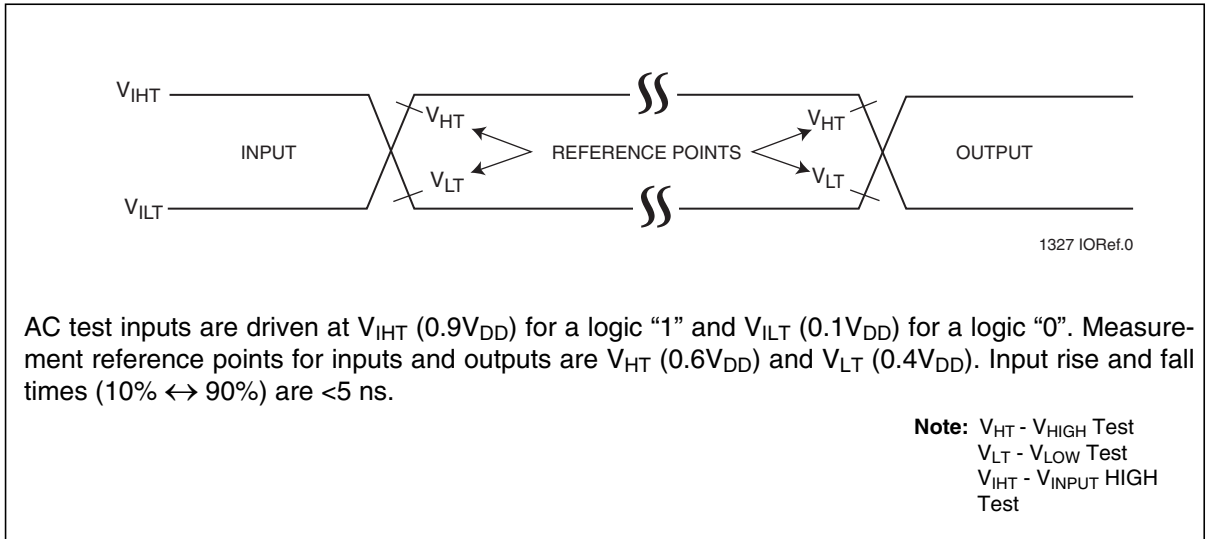 VIHT
VHT
VHT
INPUT
REFERENCE POINTS
OUTPUT
VLT
VLT
VILT
1327 IORef.0
AC test inputs are driven at VIHT (0.9VDD) for a logic “1” and VILT (0.1VDD) for a logic “0”. Measure-
ment reference points for inputs and outputs are VHT (0.6VDD) and VLT (0.4VDD). Input rise and fall
times (10% ↔ 90%) are <5 ns.
Note: VHT - VHIGH Test
VLT - VLOW Test
VIHT - VINPUT HIGH
Test